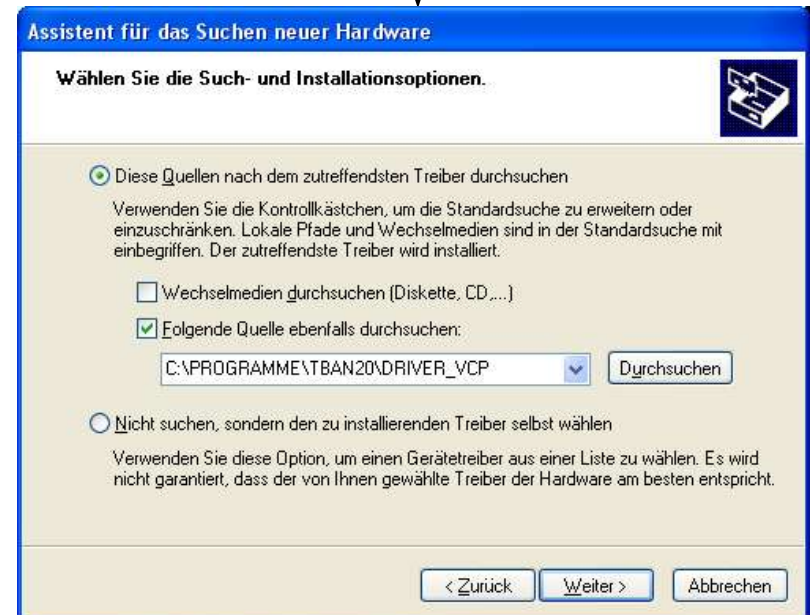 Assistent für das Suchen neuer Hardware
Wählen Sie die Such- und Installationsoptionen.
Diese Quellen nach dem zutreffendsten Treiber durchsuchen
Verwenden Sie die Kontrollkästchen, um die Standardsuche zu erweitern oder
einzuschränken. Lokale Pfade und Wechselmedien sind in der Standardsuche mit
einbegriffen. Der zutreffendste Treiber wird installiert.
Wechselmedien durchsuchen (Diskette, CD,...)
Folgende Quelle ebenfalls durchsuchen:
C:\PROGRAMME\TBAN20\DRIVER_VCP Durchsuchen
Nicht suchen, sondern den zu installierenden Treiber selbst wählen
Verwenden Sie diese Option, um einen Gerätetreiber aus einer Liste zu wählen. Es wird
nicht garantiert, dass der von Ihnen gewählte Treiber der Hardware am besten entspricht.
< Zurück Weiter > Abbrechen